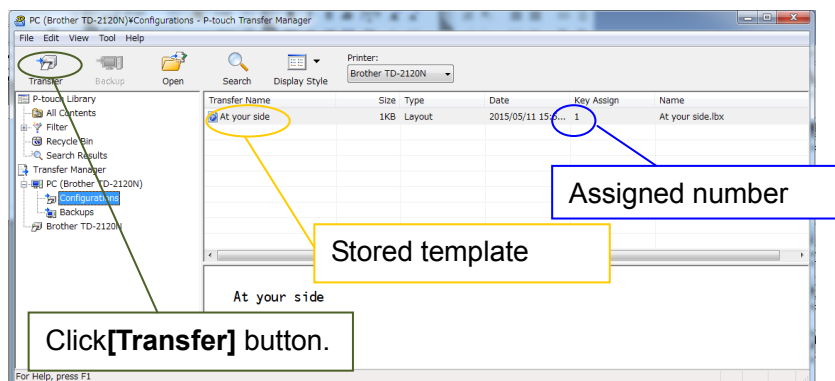 PC (Brother TD-2120N)¥Configurations - P-touch Transfer Manager
File Edit View Tool Help
Transfer Backup Open Search Display Style Printer:
Brother TD-2120N
P-touch Library
All Contents
Filter
Recycle Bin
Search Results
Transfer Manager
PC (Brother TD-2120N)
Configurations
Backups
Brother TD-2120N
Transfer Name Size Type Date Key Assign Name
At your side 1KB Layout 2015/05/11 15:5... 1 At your side.lbx
Assigned number
Stored template
At your side
Click[Transfer] button.
For Help, press F1